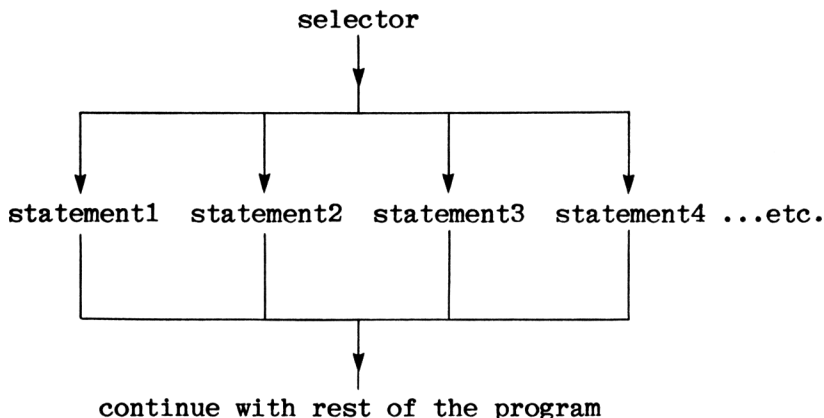 selector
statement1 statement2 statement3 statement4 ...etc.
continue with rest of the program